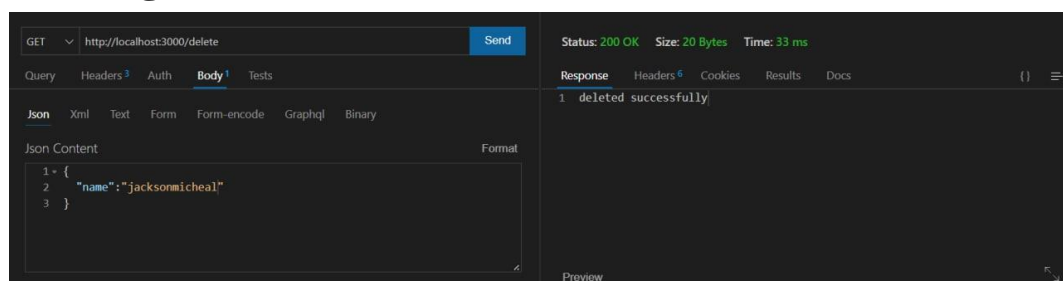 GET http://localhost:3000/delete Send
Query Headers 3 Auth Body 1 Tests
Json Xml Text Form Form-encode Graphql Binary
Json Content Format
1 {
2 "name":"jacksonmicheal"
3 }
Status: 200 OK Size: 20 Bytes Time: 33 ms
Response Headers 6 Cookies Results Docs {}
1 deleted successfully
Preview